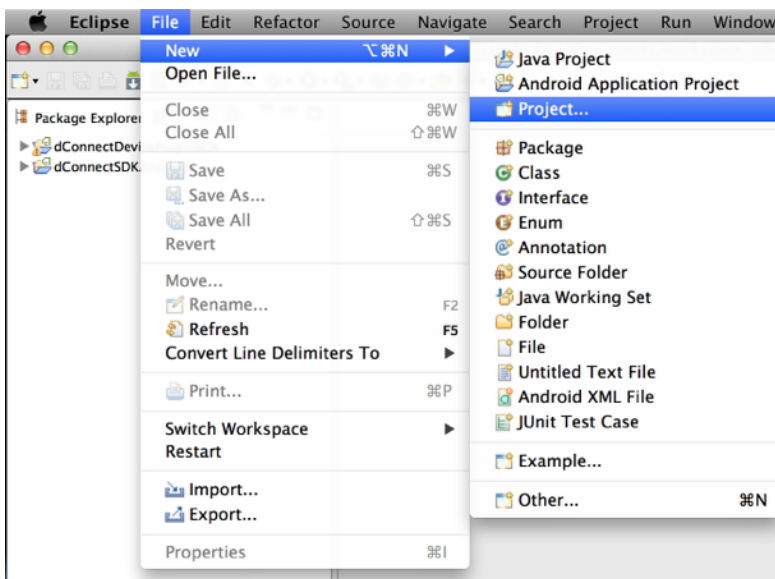 Eclipse File Edit Refactor Source Navigate Search Project Run Window
New ⌥⌘N ▶
Open File...
Close ⌘W
Close All ⇧⌘W
Save ⌘S
Save As...
Save All ⇧⌘S
Revert
Move...
Rename... F2
Refresh F5
Convert Line Delimiters To ▶
Print... ⌘P
Switch Workspace ▶
Restart
Import...
Export...
Properties ⌘I
Java Project
Android Application Project
Project...
Package
Class
Interface
Enum
Annotation
Source Folder
Java Working Set
Folder
File
Untitled Text File
Android XML File
JUnit Test Case
Example...
Other... ⌘N
Package Explore
dConnectDevi
dConnectSDK